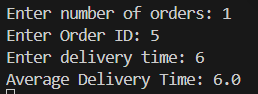 Enter number of orders: 1
Enter Order ID: 5
Enter delivery time: 6
Average Delivery Time: 6.0